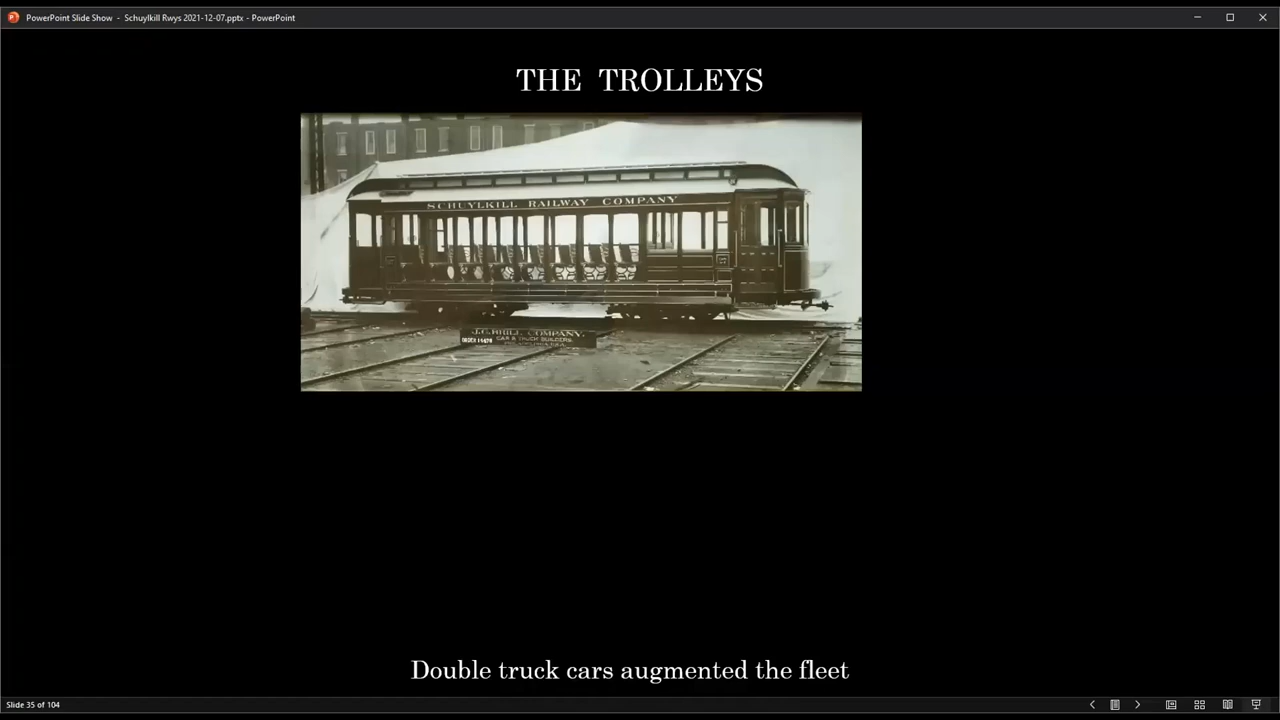 PowerPoint Slide Show - Schuylkill Rwys 2021-12-07.pptx - PowerPoint
THE TROLLEYS
SCHUYLKILL RAILWAY COMPANY
J.G. BRILL COMPANY,
CAR & TRUCK BUILDERS
PHILADELPHIA
Double truck cars augmented the fleet
Slide 35 of 104